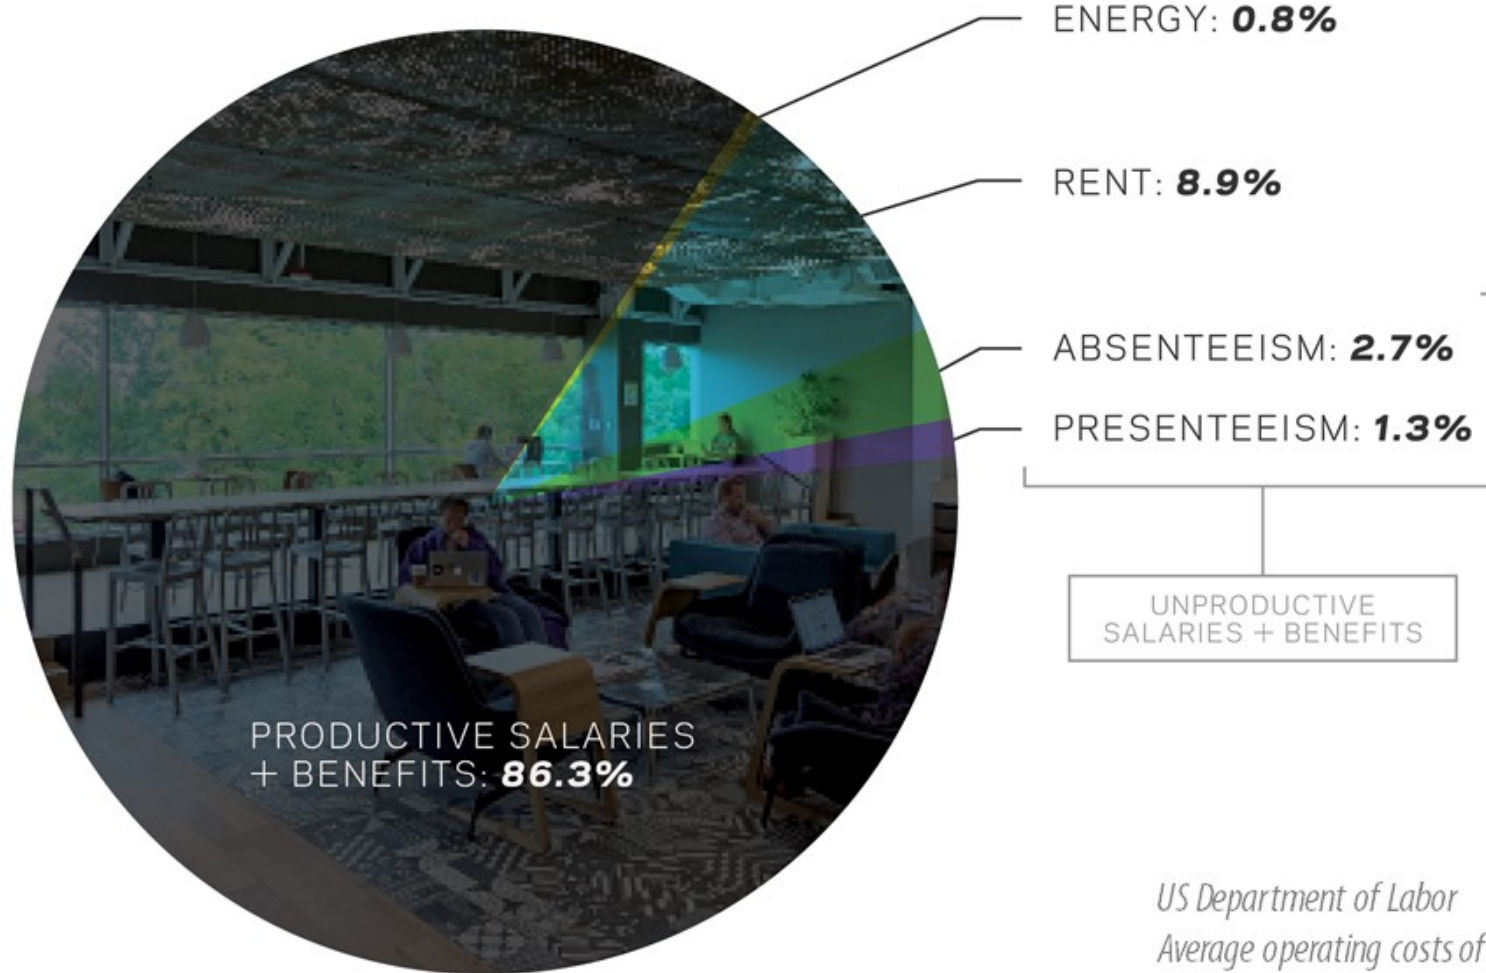 ENERGY: 0.8%
RENT: 8.9%
ABSENTEEISM: 2.7%
PRESENTEEISM: 1.3%
UNPRODUCTIVE
SALARIES + BENEFITS
PRODUCTIVE SALARIES
+ BENEFITS: 86.3%
US Department of Labor
Average operating costs of